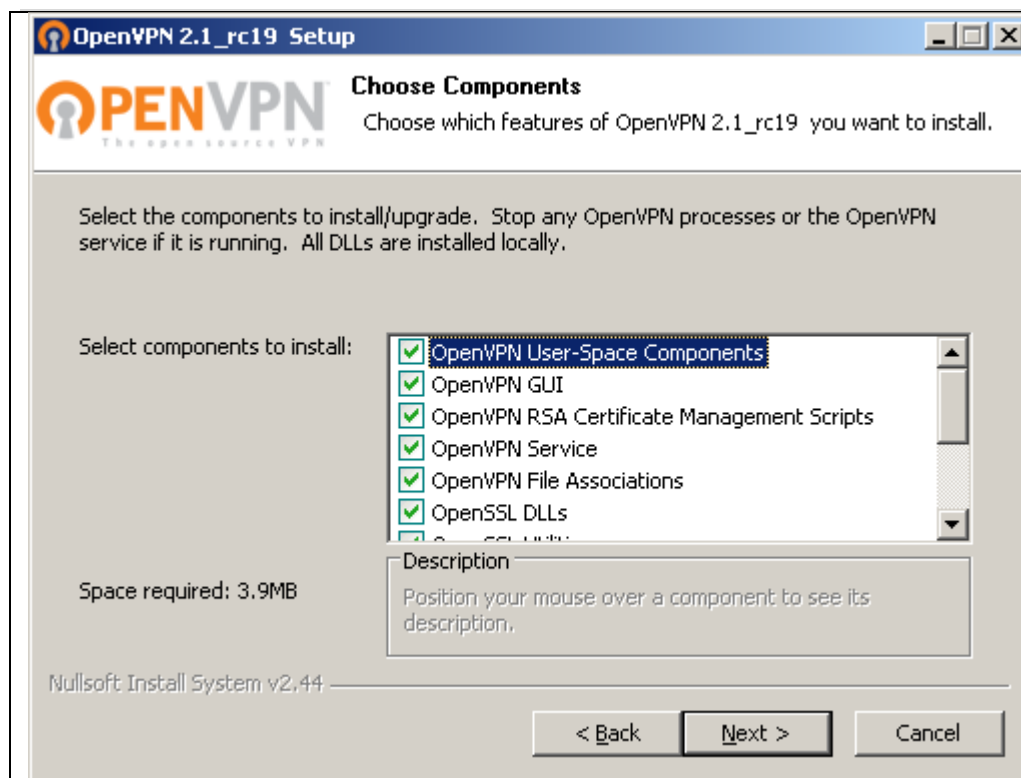 OpenVPN 2.1_rc19 Setup
OPENVPN
The open source VPN
Choose Components
Choose which features of OpenVPN 2.1_rc19 you want to install.
Select the components to install/upgrade. Stop any OpenVPN processes or the OpenVPN
service if it is running. All DLLs are installed locally.
Select components to install:
OpenVPN User-Space Components
OpenVPN GUI
OpenVPN RSA Certificate Management Scripts
OpenVPN Service
OpenVPN File Associations
OpenSSL DLLs
Space required: 3.9MB
Description
Position your mouse over a component to see its
description.
Nullsoft Install System v2.44
< Back
Next >
Cancel